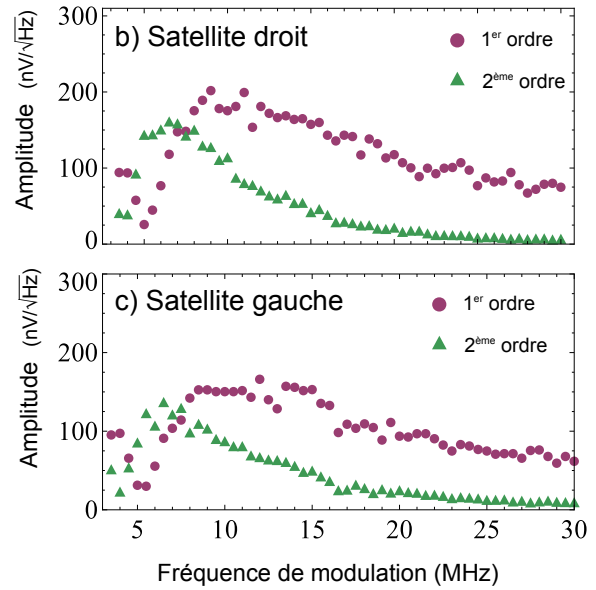 b) Satellite droit
1er ordre
2ème ordre
Amplitude (nV/√Hz)
300
200
100
0
c) Satellite gauche
1er ordre
2ème ordre
Amplitude (nV/√Hz)
300
200
100
0
5 10 15 20 25 30
Fréquence de modulation (MHz)